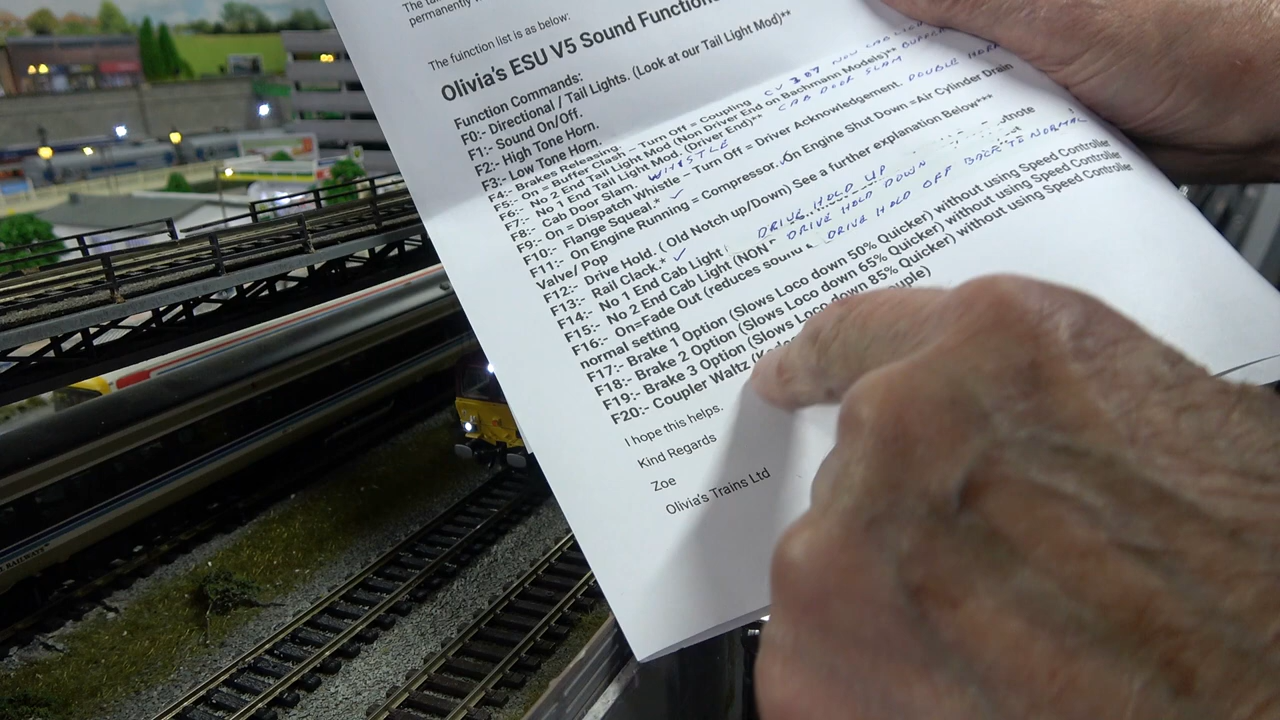 The
permanently
The fuinction list is as below:
Olivia's ESU V5 Sound Functions
Function Commands:
F0:- Directional / Tail Lights. (Look at our Tail Light Mod)**
F1:- Sound On/Off.
F2:- High Tone Horn.
F3:- Low Tone Horn.
F4:- Brakes Releasing.
F5:- On = Buffer Clash – Turn Off = Coupling CV 387 NOW CAB
F6:- No 2 End Tail Light Mod (Non Driver End on Bachmann Models)** BUFFER
F7:- No 1 End Tail Light Mod. (Driver End)** CAB DOOR SLAM
F8:- Cab Door Slam. WHISTLE
F9:- On = Dispatch Whistle – Turn Off = Driver Acknowledgement. DOUBLE HORN
F10:- Flange Squeal.* ✓
F11:- On Engine Running = Compressor. On Engine Shut Down =Air Cylinder Drain
Valve/ Pop
F12:- Drive Hold. ( Old Notch up/Down) See a further explanation Below***
F13:- Rail Clack.* ✓
F14:- No 1 End Cab Light DRIVE HOLD UP
F15:- No 2 End Cab Light (NON DRIVE HOLD DOWN
F16:- On=Fade Out (reduces sound DRIVE HOLD OFF BACK TO NORMAL
normal setting
F17:- Brake 1 Option (Slows Loco down 50% Quicker) without using Speed Controller
F18:- Brake 2 Option (Slows Loco down 65% Quicker) without using Speed Controller
F19:- Brake 3 Option (Slows Loco down 85% Quicker) without using Speed Controller
F20:- Coupler Waltz
I hope this helps.
Kind Regards
Zoe
Olivia's Trains Ltd
RAILWAYS